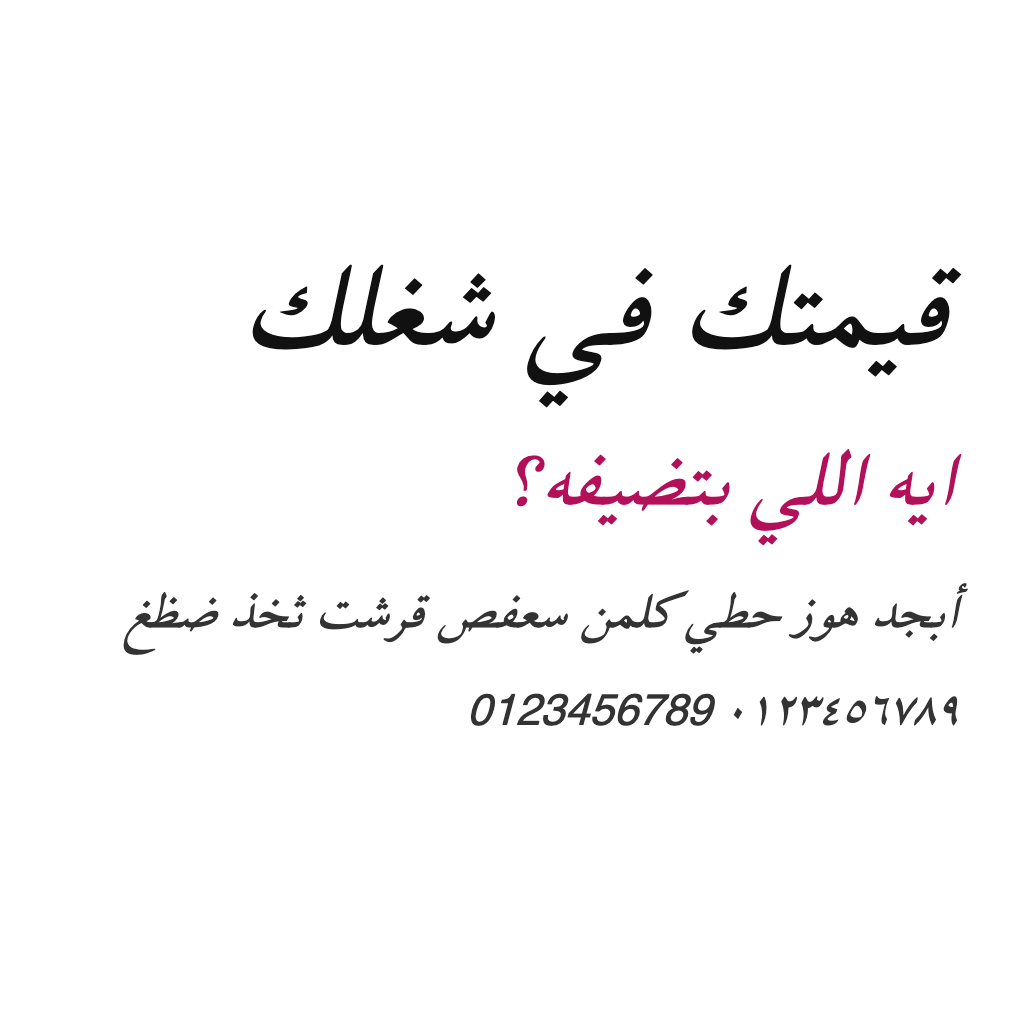 قيمتك في شغلك
ايه اللي بتضيفه؟
أبجد هوز حطي كلمن سعفص قرشت ثخذ ضظغ
0123456789 ٠١٢٣٤٥٦٧٨٩